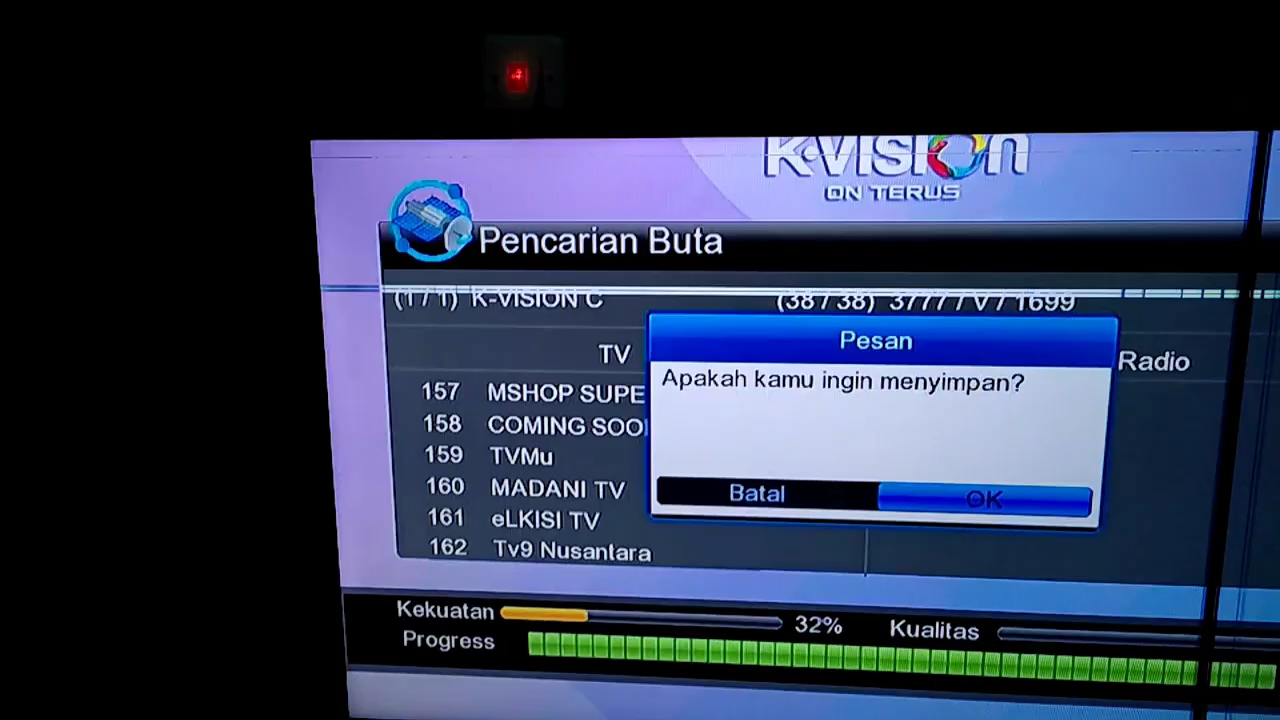 K-VISION
ON TERUS
Pencarian Buta
(1 / 1) K-VISION C (38 / 38) 3777 / V / 1699
TV Radio
Pesan
Apakah kamu ingin menyimpan?
Batal OK
157 MSHOP SUPE
158 COMING SOO
159 TVMu
160 MADANI TV
161 eLKISI TV
162 Tv9 Nusantara
Kekuatan 32% Kualitas
Progress